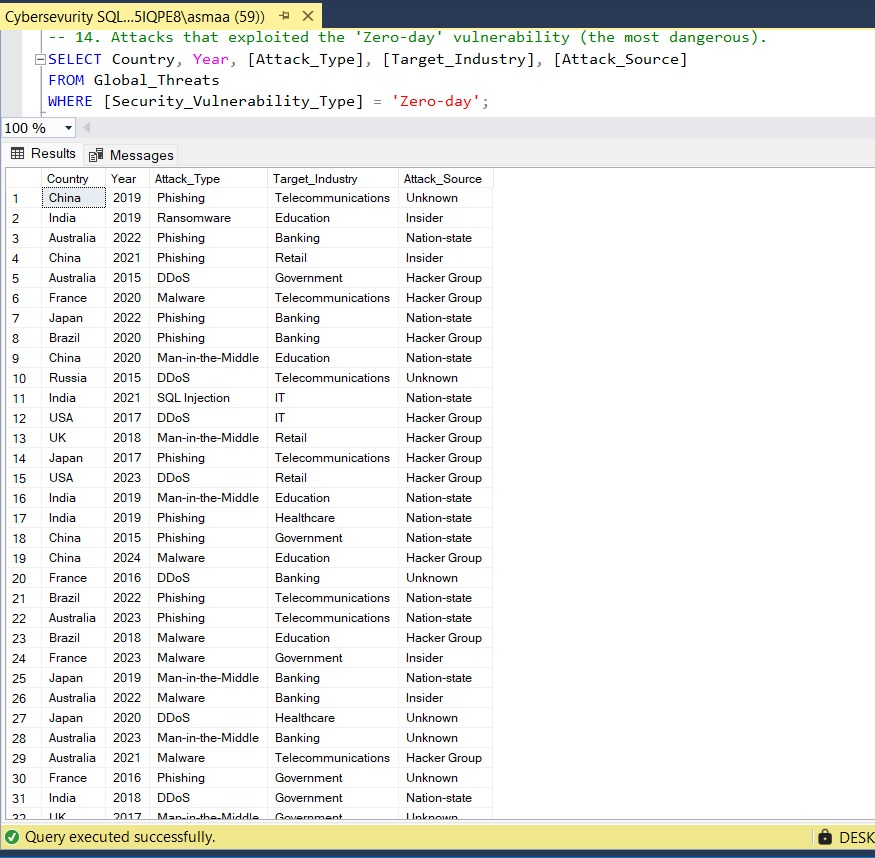 Cybersevurity SQL...5IQPE8\asmaa (59))
-- 14. Attacks that exploited the 'Zero-day' vulnerability (the most dangerous).
SELECT Country, Year, [Attack_Type], [Target_Industry], [Attack_Source]
FROM Global_Threats
WHERE [Security_Vulnerability_Type] = 'Zero-day';
100 %
Results Messages
Country Year Attack_Type Target_Industry Attack_Source
1 China 2019 Phishing Telecommunications Unknown
2 India 2019 Ransomware Education Insider
3 Australia 2022 Phishing Banking Nation-state
4 China 2021 Phishing Retail Insider
5 Australia 2015 DDoS Government Hacker Group
6 France 2020 Malware Telecommunications Hacker Group
7 Japan 2022 Phishing Banking Nation-state
8 Brazil 2020 Phishing Banking Hacker Group
9 China 2020 Man-in-the-Middle Education Nation-state
10 Russia 2015 DDoS Telecommunications Unknown
11 India 2021 SQL Injection IT Nation-state
12 USA 2017 DDoS IT Hacker Group
13 UK 2018 Man-in-the-Middle Retail Hacker Group
14 Japan 2017 Phishing Telecommunications Hacker Group
15 USA 2023 DDoS Retail Hacker Group
16 India 2019 Man-in-the-Middle Education Nation-state
17 India 2019 Phishing Healthcare Nation-state
18 China 2015 Phishing Government Nation-state
19 China 2024 Malware Education Hacker Group
20 France 2016 DDoS Banking Unknown
21 Brazil 2022 Phishing Telecommunications Nation-state
22 Australia 2023 Phishing Telecommunications Nation-state
23 Brazil 2018 Malware Education Hacker Group
24 France 2023 Malware Government Insider
25 Japan 2019 Man-in-the-Middle Banking Nation-state
26 Australia 2022 Malware Banking Insider
27 Japan 2020 DDoS Healthcare Unknown
28 Australia 2023 Man-in-the-Middle Banking Unknown
29 Australia 2021 Malware Telecommunications Hacker Group
30 France 2016 Phishing Government Unknown
31 India 2018 DDoS Government Nation-state
32 UK 2017 Man-in-the-Middle Government Unknown
Query executed successfully. DESK